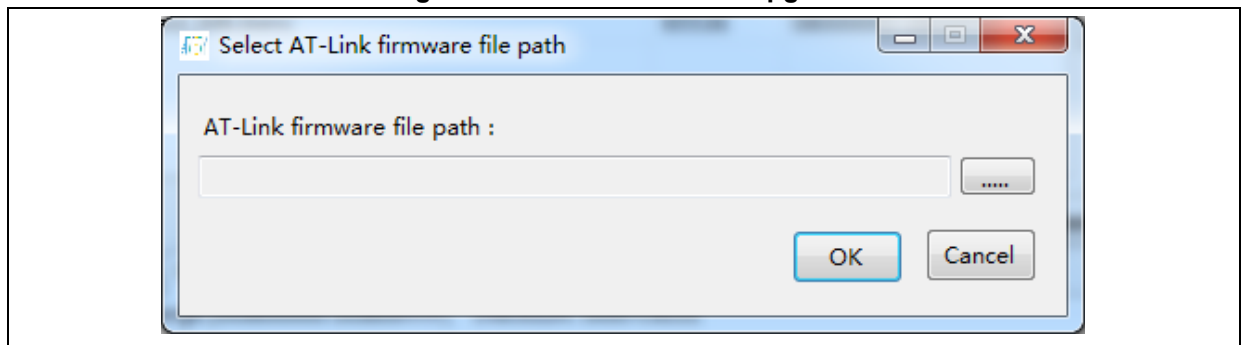 Select AT-Link firmware file path
AT-Link firmware file path :
.....
OK
Cancel